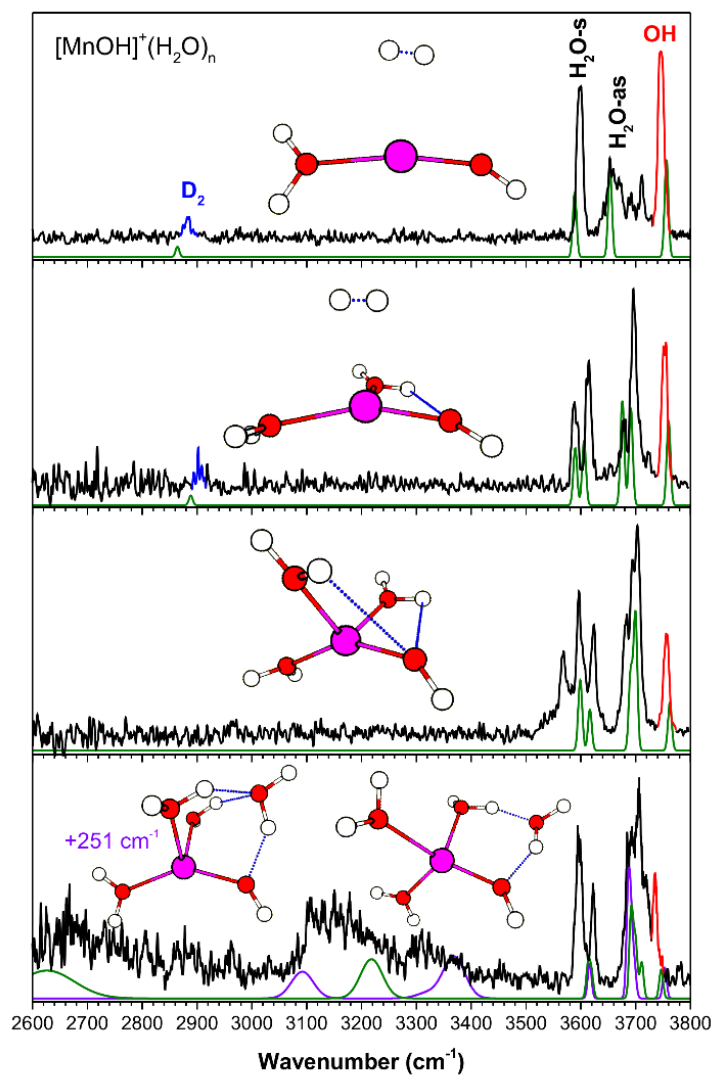 [MnOH]⁺(H₂O)ₙ
H₂O-s
H₂O-as
OH
D₂
+251 cm⁻¹
2600 2700 2800 2900 3000 3100 3200 3300 3400 3500 3600 3700 3800
Wavenumber (cm⁻¹)